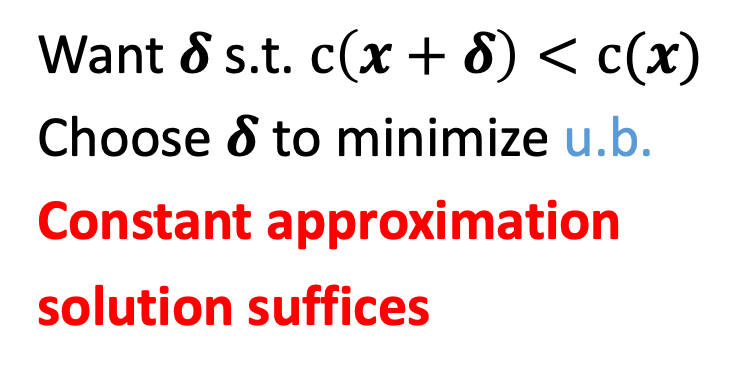 Want 𝜹 s.t. c(𝒙 + 𝜹) < c(𝒙)
Choose 𝜹 to minimize u.b.
Constant approximation
solution suffices